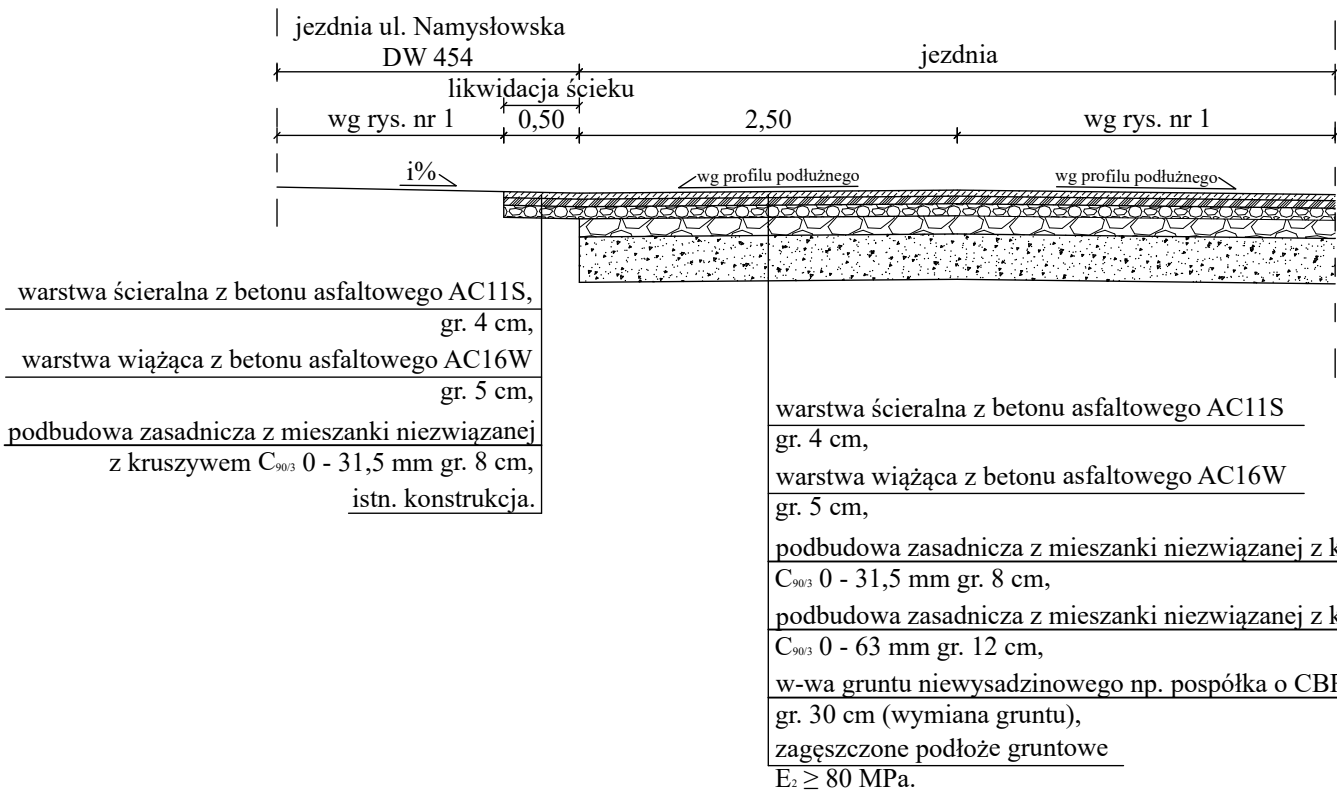 jezdnia ul. Namysłowska
DW 454
jezdnia
likwidacja ścieku
wg rys. nr 1
0,50
2,50
wg rys. nr 1
i%
wg profilu podłużnego
wg profilu podłużnego
warstwa ścieralna z betonu asfaltowego AC11S,
gr. 4 cm,
warstwa wiążąca z betonu asfaltowego AC16W
gr. 5 cm,
podbudowa zasadnicza z mieszanki niezwiązanej
z kruszywem C90/3 0 - 31,5 mm gr. 8 cm,
istn. konstrukcja.
warstwa ścieralna z betonu asfaltowego AC11S
gr. 4 cm,
warstwa wiążąca z betonu asfaltowego AC16W
gr. 5 cm,
podbudowa zasadnicza z mieszanki niezwiązanej z k
C90/3 0 - 31,5 mm gr. 8 cm,
podbudowa zasadnicza z mieszanki niezwiązanej z k
C90/3 0 - 63 mm gr. 12 cm,
w-wa gruntu niewysadzinowego np. pospółka o CB
gr. 30 cm (wymiana gruntu),
zagęszczone podłoże gruntowe
E2 ≥ 80 MPa.